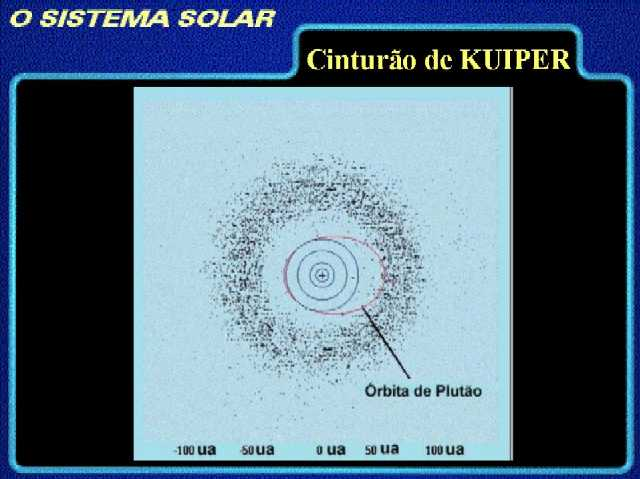 O SISTEMA SOLAR
Cinturão de KUIPER
Órbita de Plutão
-100 ua -50 ua 0 ua 50 ua 100 ua